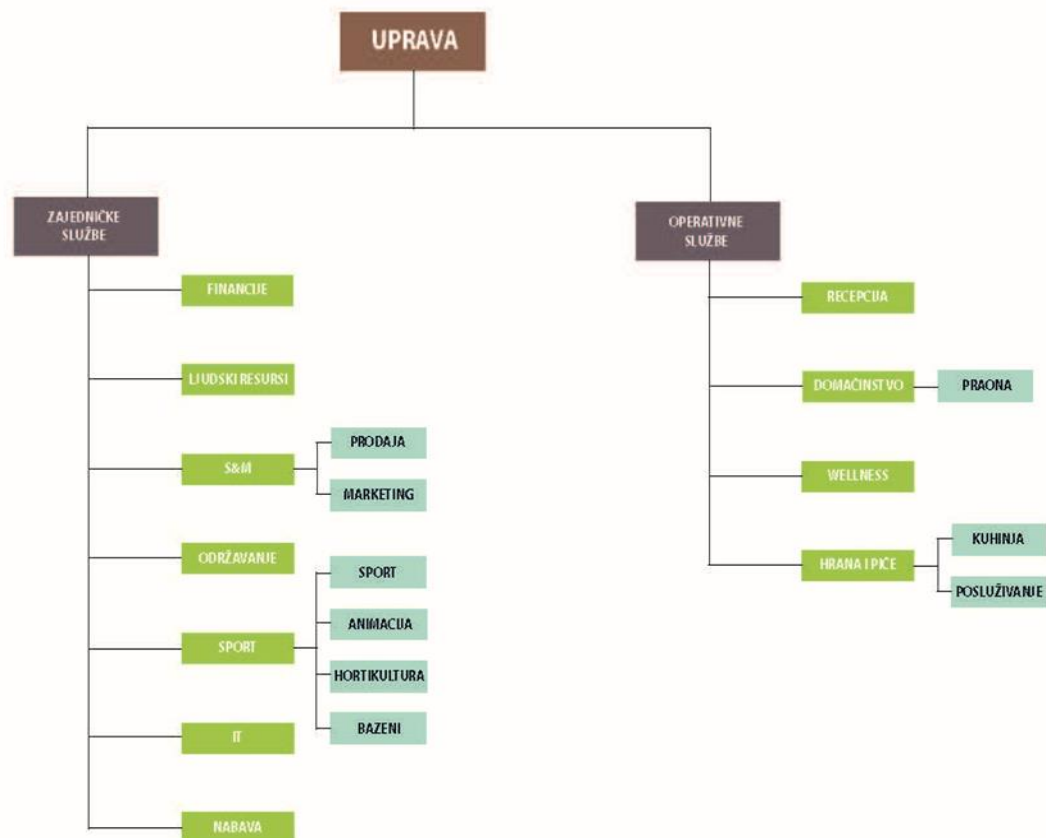 UPRAVA
ZAJEDNIČKE
SLUŽBE
FINANCIJE
LJUDSKI RESURSI
S&M
PRODAJA
MARKETING
ODRŽAVANJE
SPORT
SPORT
ANIMACIJA
HORTIKULTURA
BAZENI
IT
NABAVA
OPERATIVNE
SLUŽBE
RECEPCIJA
DOMAČINSTVO
PRAONA
WELLNESS
HRANA I PIĆE
KUHINJA
POSLUŽIVANJE